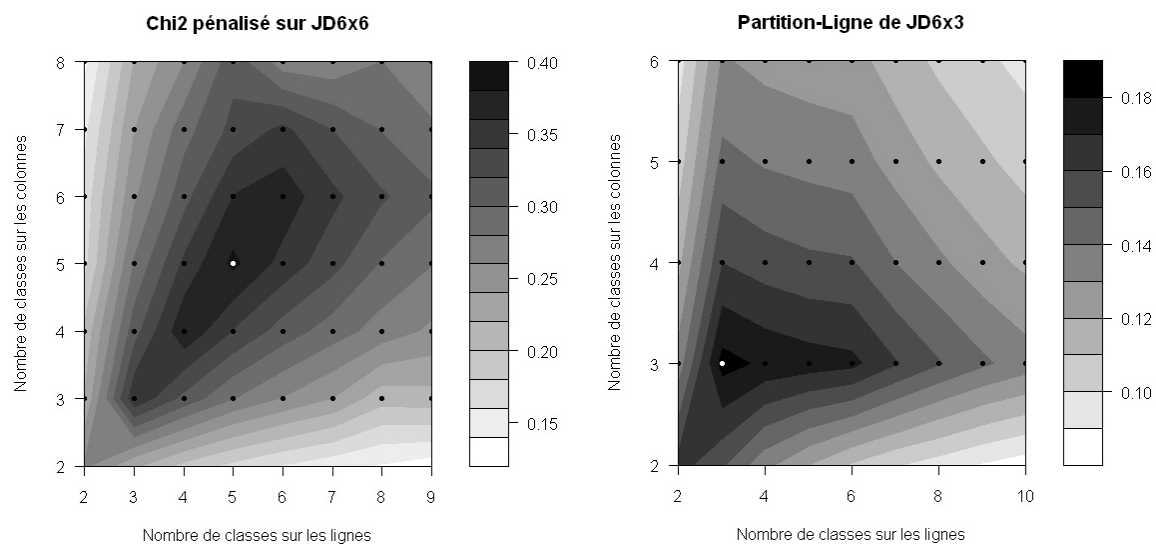 Chi2 pénalisé sur JD6x6
Nombre de classes sur les colonnes
8
7
6
5
4
3
2
2 3 4 5 6 7 8 9
Nombre de classes sur les lignes
0.40
0.35
0.30
0.25
0.20
0.15
Partition-Ligne de JD6x3
Nombre de classes sur les colonnes
6
5
4
3
2
2 4 6 8 10
Nombre de classes sur les lignes
0.18
0.16
0.14
0.12
0.10